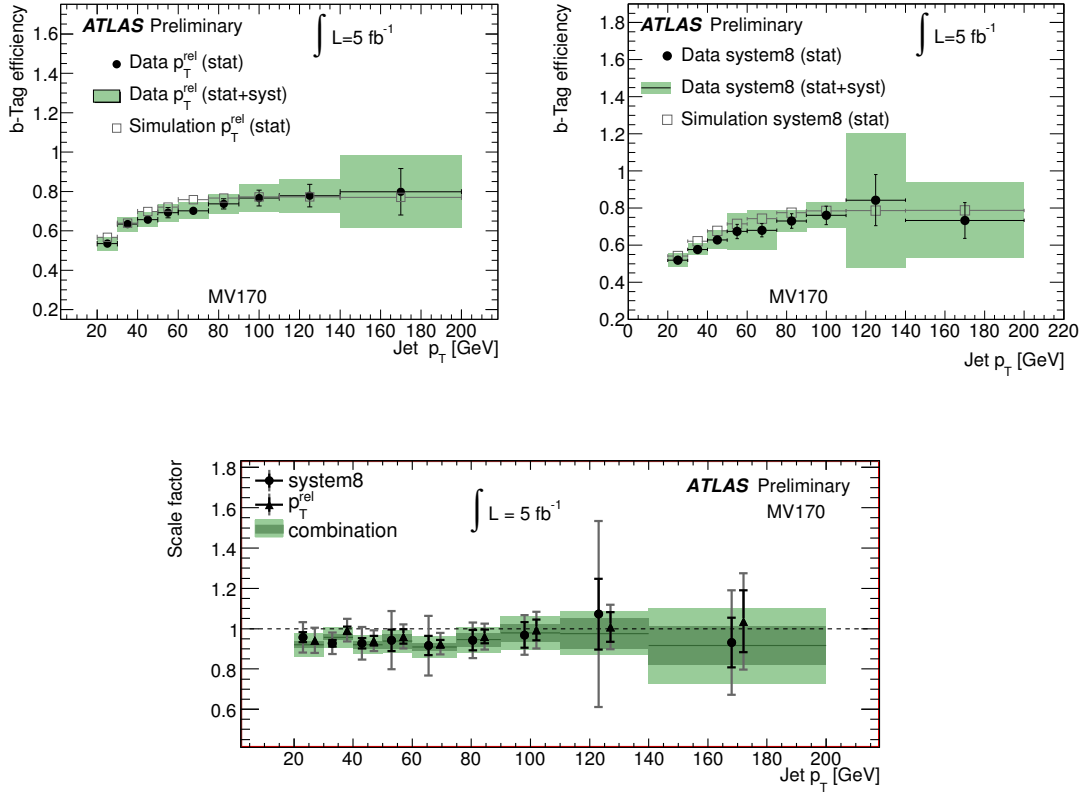 ATLAS Preliminary
∫ L=5 fb⁻¹
Data p_T^rel (stat)
Data p_T^rel (stat+syst)
Simulation p_T^rel (stat)
b-Tag efficiency
1.6
1.4
1.2
1
0.8
0.6
0.4
0.2
MV170
20 40 60 80 100 120 140 160 180 200
Jet p_T [GeV]
ATLAS Preliminary
∫ L=5 fb⁻¹
Data system8 (stat)
Data system8 (stat+syst)
Simulation system8 (stat)
b-Tag efficiency
1.8
1.6
1.4
1.2
1
0.8
0.6
0.4
0.2
MV170
0 20 40 60 80 100 120 140 160 180 200 220
Jet p_T [GeV]
system8
p_T^rel
combination
∫ L = 5 fb⁻¹
ATLAS Preliminary
MV170
Scale factor
1.8
1.6
1.4
1.2
1
0.8
0.6
20 40 60 80 100 120 140 160 180 200
Jet p_T [GeV]